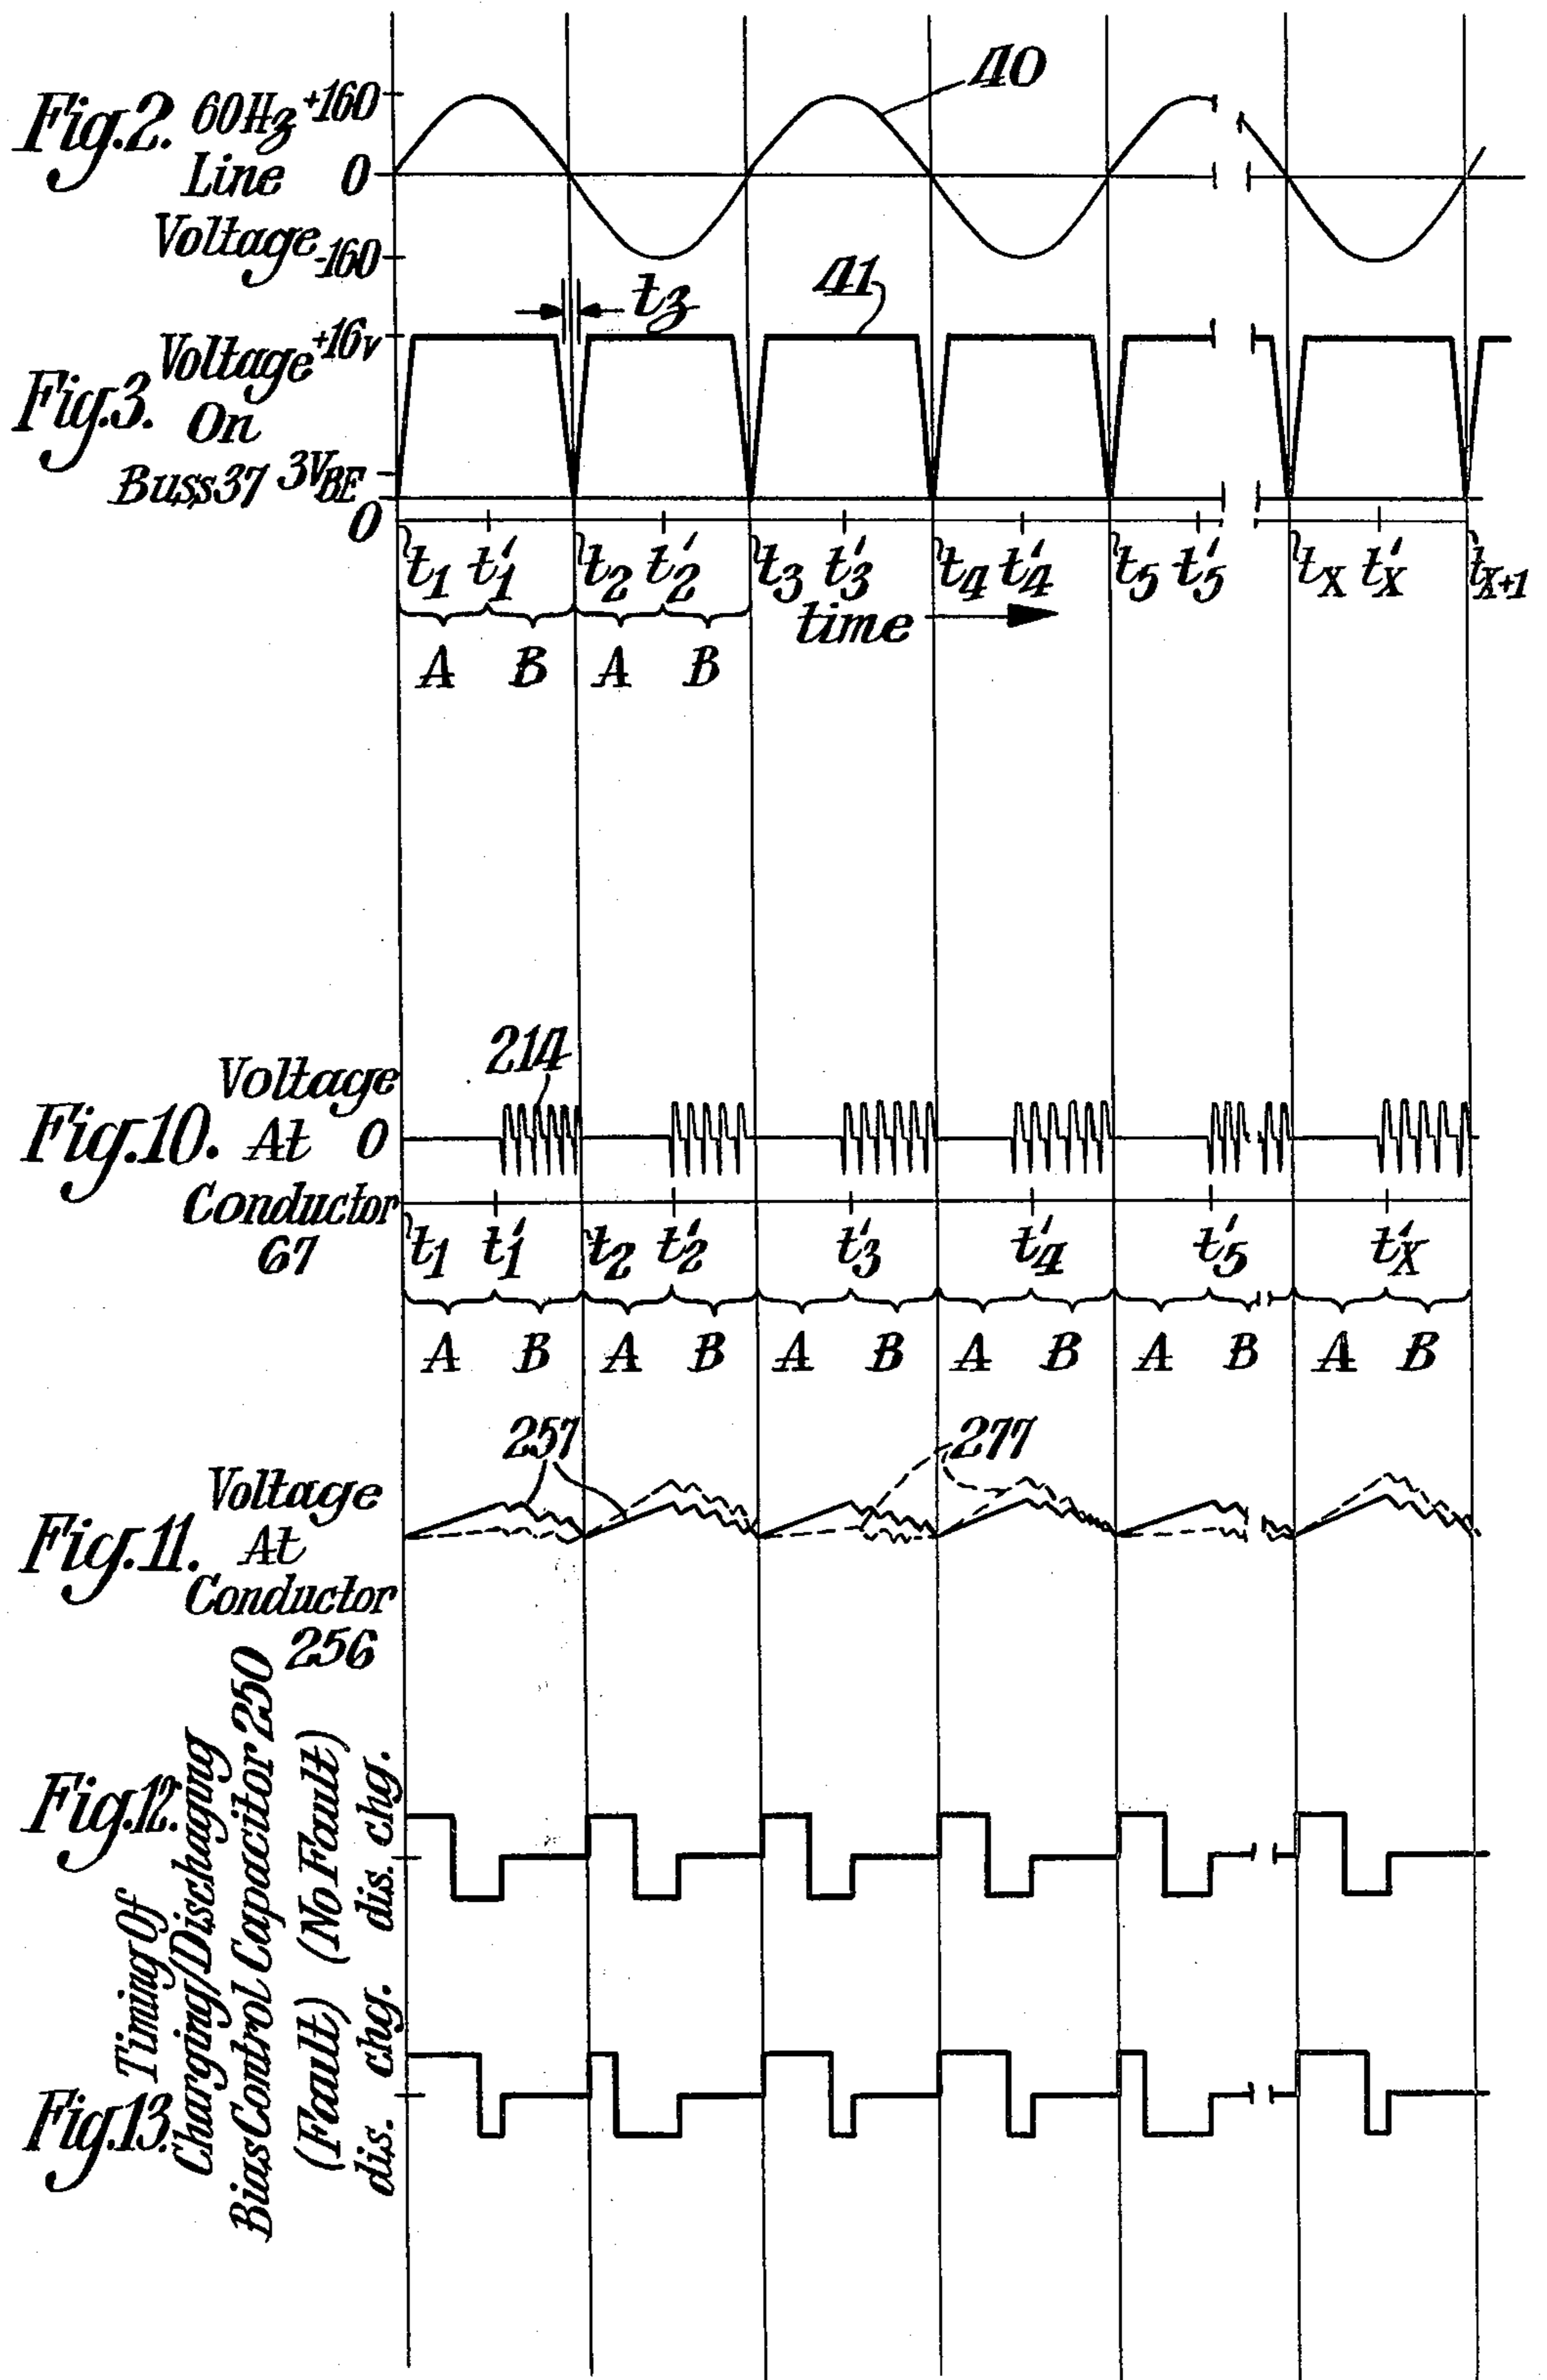 40
Fig.2. 60Hz +160
Line 0
Voltage -160
tz
41
Voltage +16v
Fig.3. On
Buss37 3VBE
0
t1 t'1 t2 t'2 t3 t'3 t4 t'4 t5 t'5 tX t'X tX+1
time
A B A B
214
Voltage
Fig.10. At 0
Conductor
67
t1 t'1 t2 t'2 t'3 t'4 t'5 t'X
A B A B A B A B A B A B
257 277
Voltage
Fig.11. At
Conductor
256
Fig.12.
Fig.13.
Timing Of
Charging/Dischaging
Bias Control Capacitor 250
(Fault) (No Fault)
dis. chg. dis. chg.